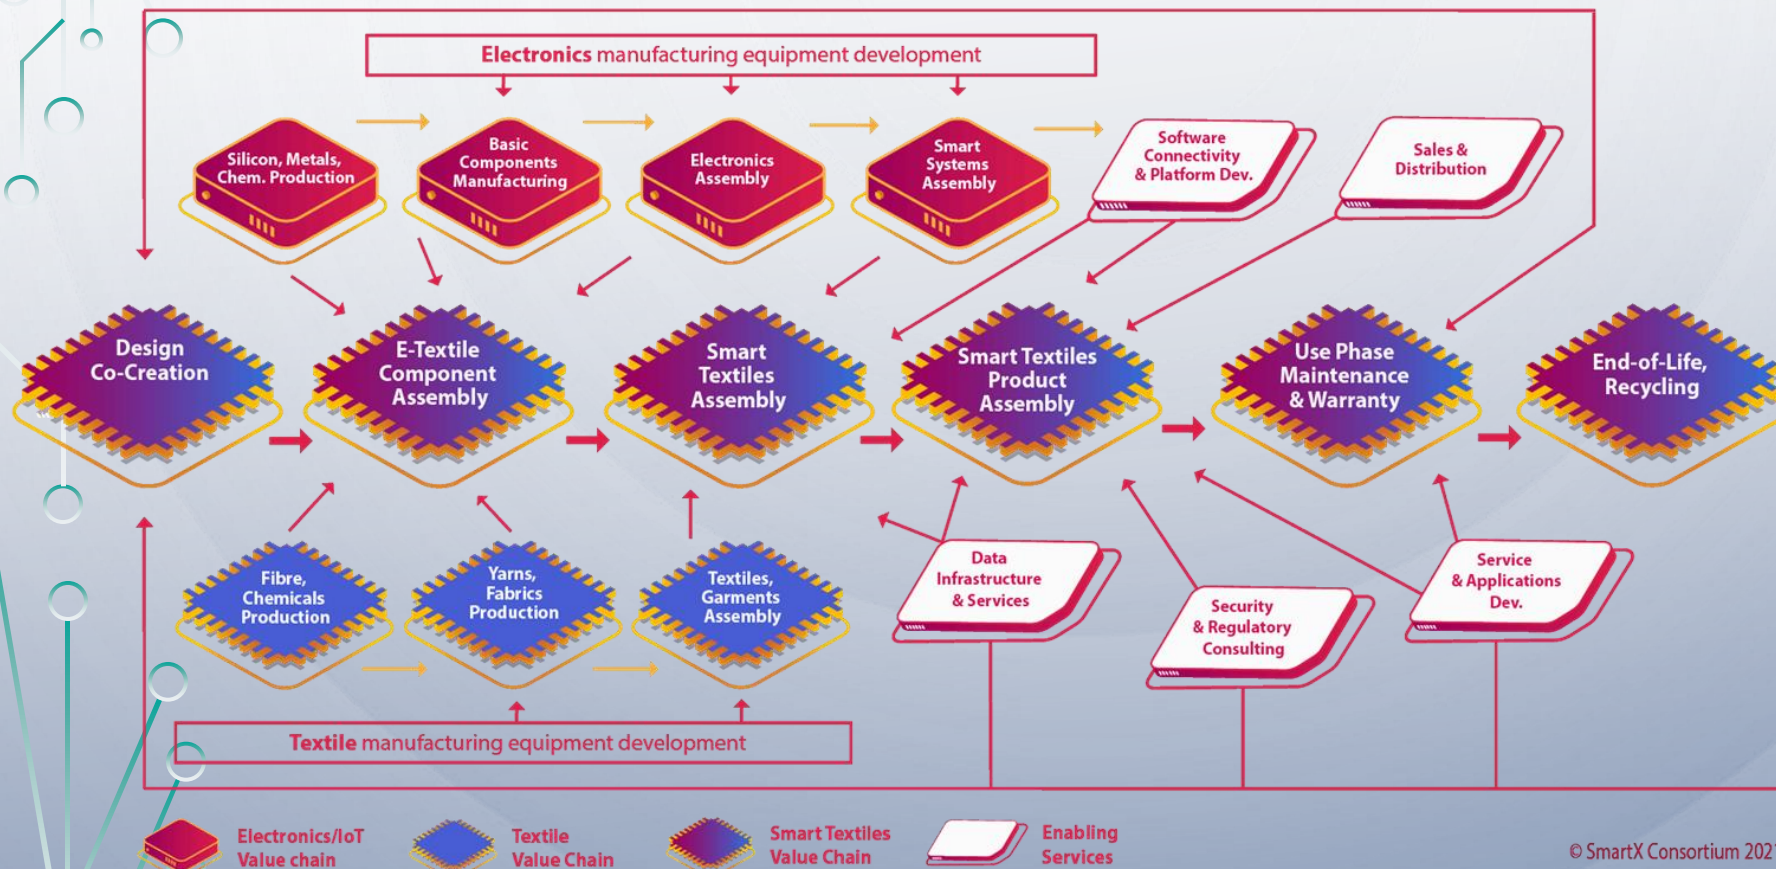 Electronics manufacturing equipment development
Silicon, Metals,
Chem. Production
Basic
Components
Manufacturing
Electronics
Assembly
Smart
Systems
Assembly
Software
Connectivity
& Platform Dev.
Sales &
Distribution
Design
Co-Creation
E-Textile
Component
Assembly
Smart
Textiles
Assembly
Smart Textiles
Product
Assembly
Use Phase
Maintenance
& Warranty
End-of-Life,
Recycling
Fibre,
Chemicals
Production
Yarns,
Fabrics
Production
Textiles,
Garments
Assembly
Data
Infrastructure
& Services
Security
& Regulatory
Consulting
Service
& Applications
Dev.
Textile manufacturing equipment development
Electronics/IoT
Value chain
Textile
Value Chain
Smart Textiles
Value Chain
Enabling
Services
© SmartX Consortium 2021